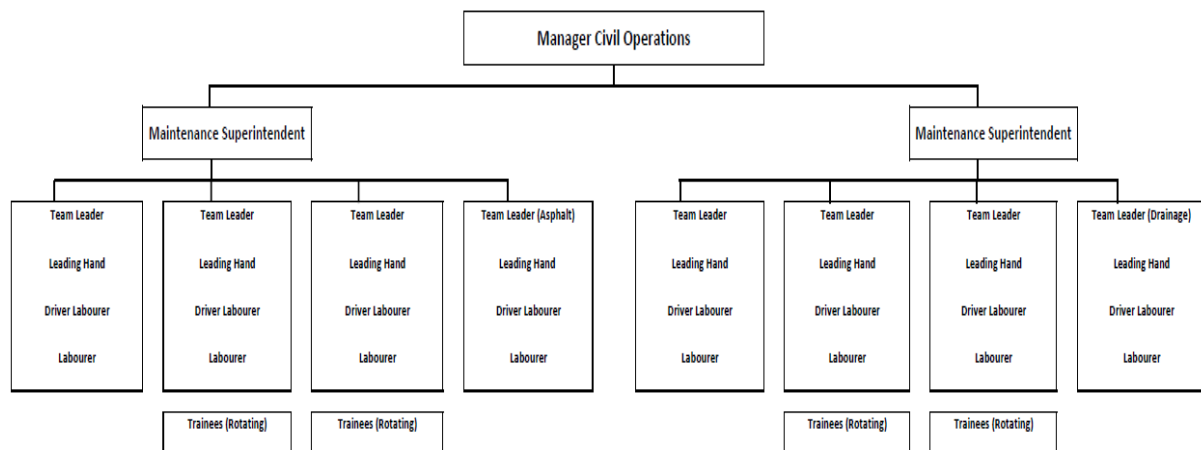 Manager Civil Operations
Maintenance Superintendent
Maintenance Superintendent
Team Leader
Leading Hand
Driver Labourer
Labourer
Team Leader
Leading Hand
Driver Labourer
Labourer
Trainees (Rotating)
Team Leader
Leading Hand
Driver Labourer
Labourer
Trainees (Rotating)
Team Leader (Asphalt)
Leading Hand
Driver Labourer
Labourer
Team Leader
Leading Hand
Driver Labourer
Labourer
Team Leader
Leading Hand
Driver Labourer
Labourer
Trainees (Rotating)
Team Leader
Leading Hand
Driver Labourer
Labourer
Trainees (Rotating)
Team Leader (Drainage)
Leading Hand
Driver Labourer
Labourer